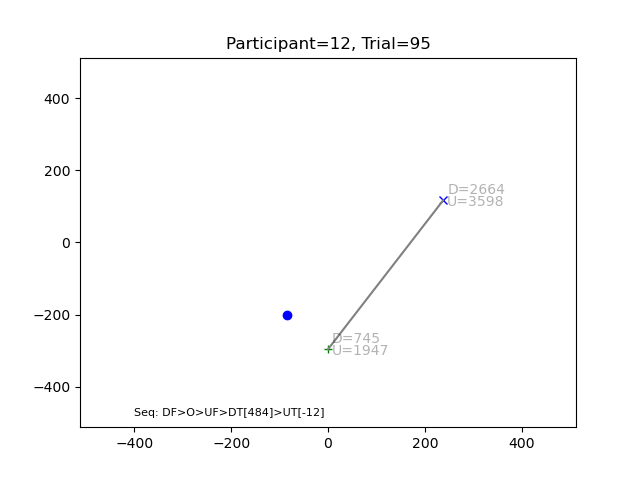 Participant=12, Trial=95
400
200
0
−200
−400
D=2664
U=3598
D=745
U=1947
Seq: DF>O>UF>DT[484]>UT[-12]
−400
−200
0
200
400